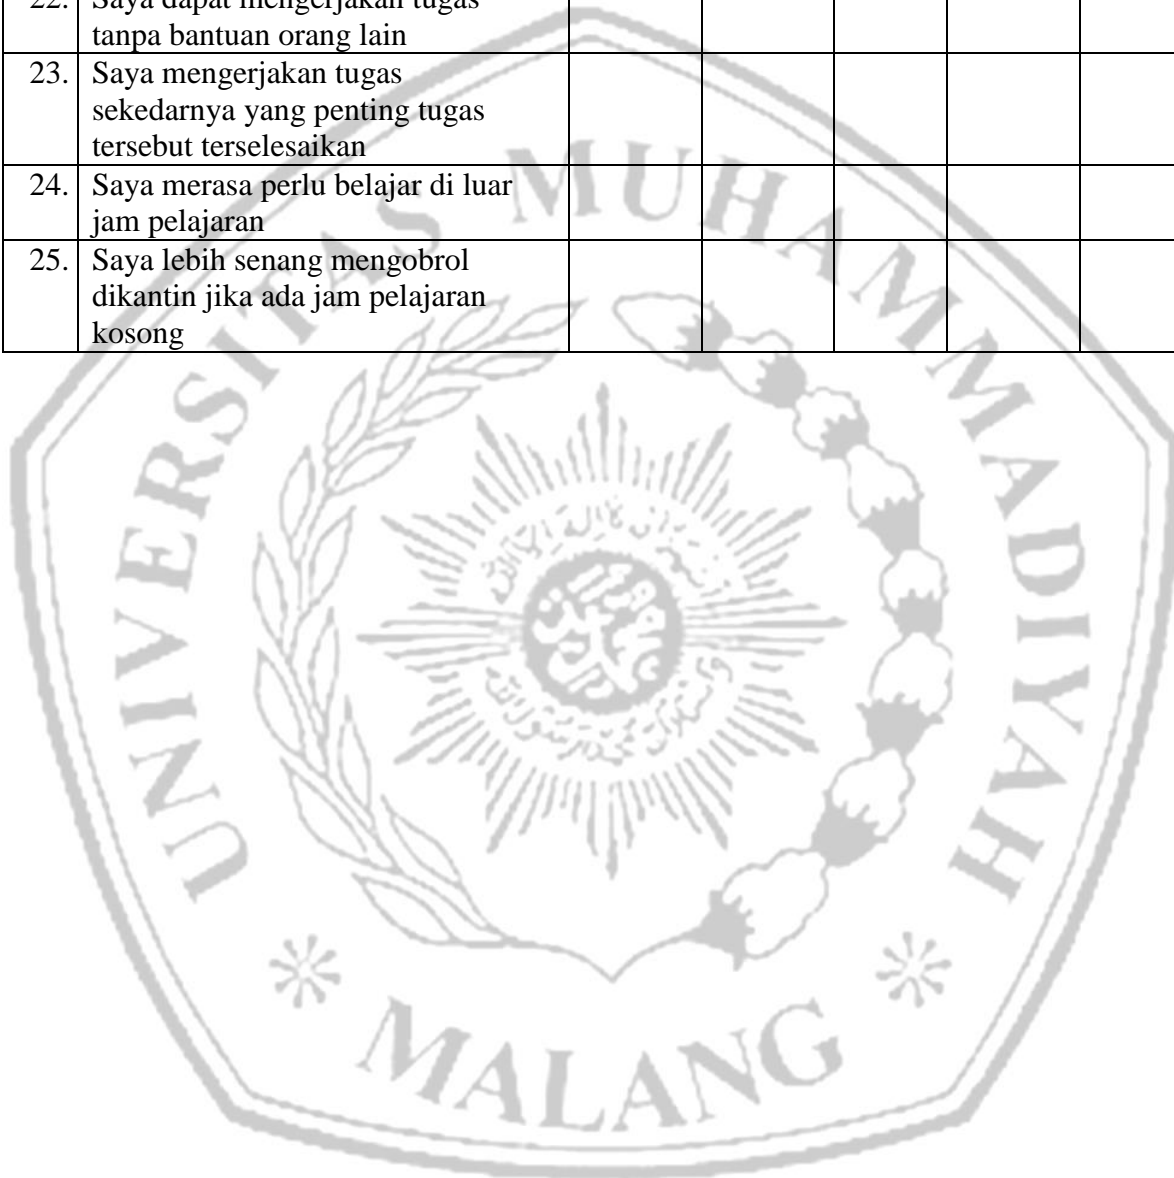 22. Saya dapat mengerjakan tugas
tanpa bantuan orang lain
23. Saya mengerjakan tugas
sekedarnya yang penting tugas
tersebut terselesaikan
24. Saya merasa perlu belajar di luar
jam pelajaran
25. Saya lebih senang mengobrol
dikantin jika ada jam pelajaran
kosong
UNIVERSITAS MUHAMMADIYAH
MALANG